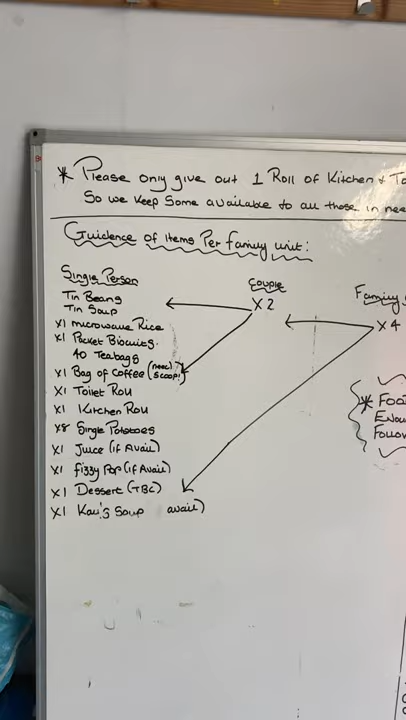 * Please only give out 1 Roll of Kitchen + To
So we Keep Some available to all those in nee
Guidence of items Per family unit:
Single Person
Tin Beans
Tin Soup
X1 microwave Rice
X1 Packet Biscuits.
40 Teabags
X1 Bag of Coffee (need scoop!)
X1 Toilet Roll
X1 Kitchen Roll
X8 Single Potatoes
X1 Juice (if Avail)
X1 fizzy Pop (if Avail)
X1 Dessert (TBC)
X1 Soup avail)
Couple
X 2
Family
X 4
* Foo
Follow